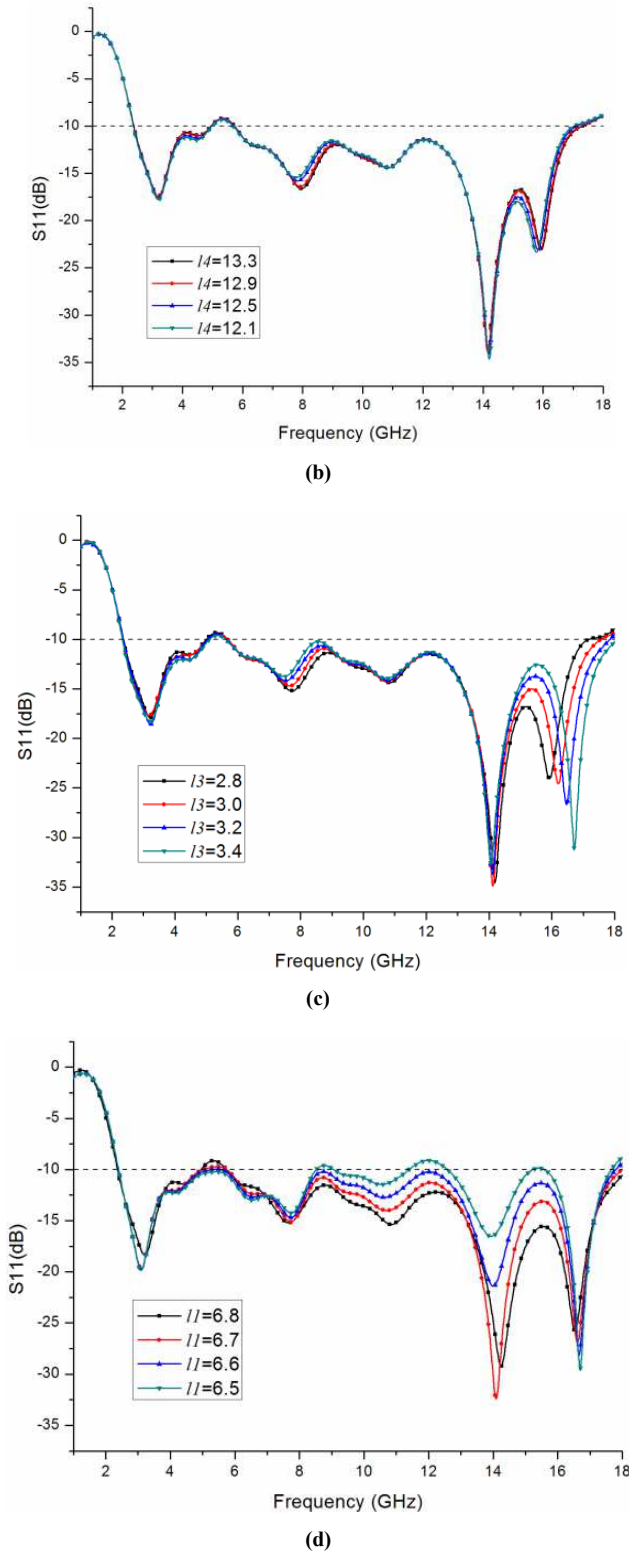 0
-5
-10
-15
-20
-25
-30
-35
S11(dB)
l4=13.3
l4=12.9
l4=12.5
l4=12.1
2 4 6 8 10 12 14 16 18
Frequency (GHz)
(b)
0
-5
-10
-15
-20
-25
-30
-35
S11(dB)
l3=2.8
l3=3.0
l3=3.2
l3=3.4
2 4 6 8 10 12 14 16 18
Frequency (GHz)
(c)
0
-5
-10
-15
-20
-25
-30
-35
S11(dB)
l1=6.8
l1=6.7
l1=6.6
l1=6.5
2 4 6 8 10 12 14 16 18
Frequency (GHz)
(d)